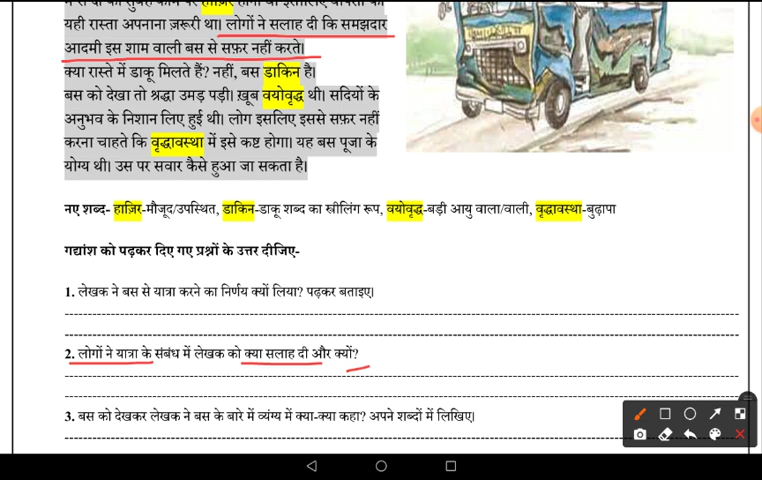 यही रास्ता अपनाना ज़रूरी था। लोगों ने सलाह दी कि समझदार
आदमी इस शाम वाली बस से सफ़र नहीं करते।
क्या रास्ते में डाकू मिलते हैं? नहीं, बस डाकिन है।
बस को देखा तो श्रद्धा उमड़ पड़ी। ख़ूब वयोवृद्ध थी। सदियों के
अनुभव के निशान लिए हुई थी। लोग इसलिए इससे सफ़र नहीं
करना चाहते कि वृद्धावस्था में इसे कष्ट होगा। यह बस पूजा के
योग्य थी। उस पर सवार कैसे हुआ जा सकता है।
नए शब्द- हाज़िर-मौजूद/उपस्थित, डाकिन-डाकू शब्द का स्त्रीलिंग रूप, वयोवृद्ध-बड़ी आयु वाला/वाली, वृद्धावस्था-बुढ़ापा
गद्यांश को पढ़कर दिए गए प्रश्नों के उत्तर दीजिए-
1. लेखक ने बस से यात्रा करने का निर्णय क्यों लिया? पढ़कर बताइए।
2. लोगों ने यात्रा के संबंध में लेखक को क्या सलाह दी और क्यों?
3. बस को देखकर लेखक ने बस के बारे में व्यंग्य में क्या-क्या कहा? अपने शब्दों में लिखिए।